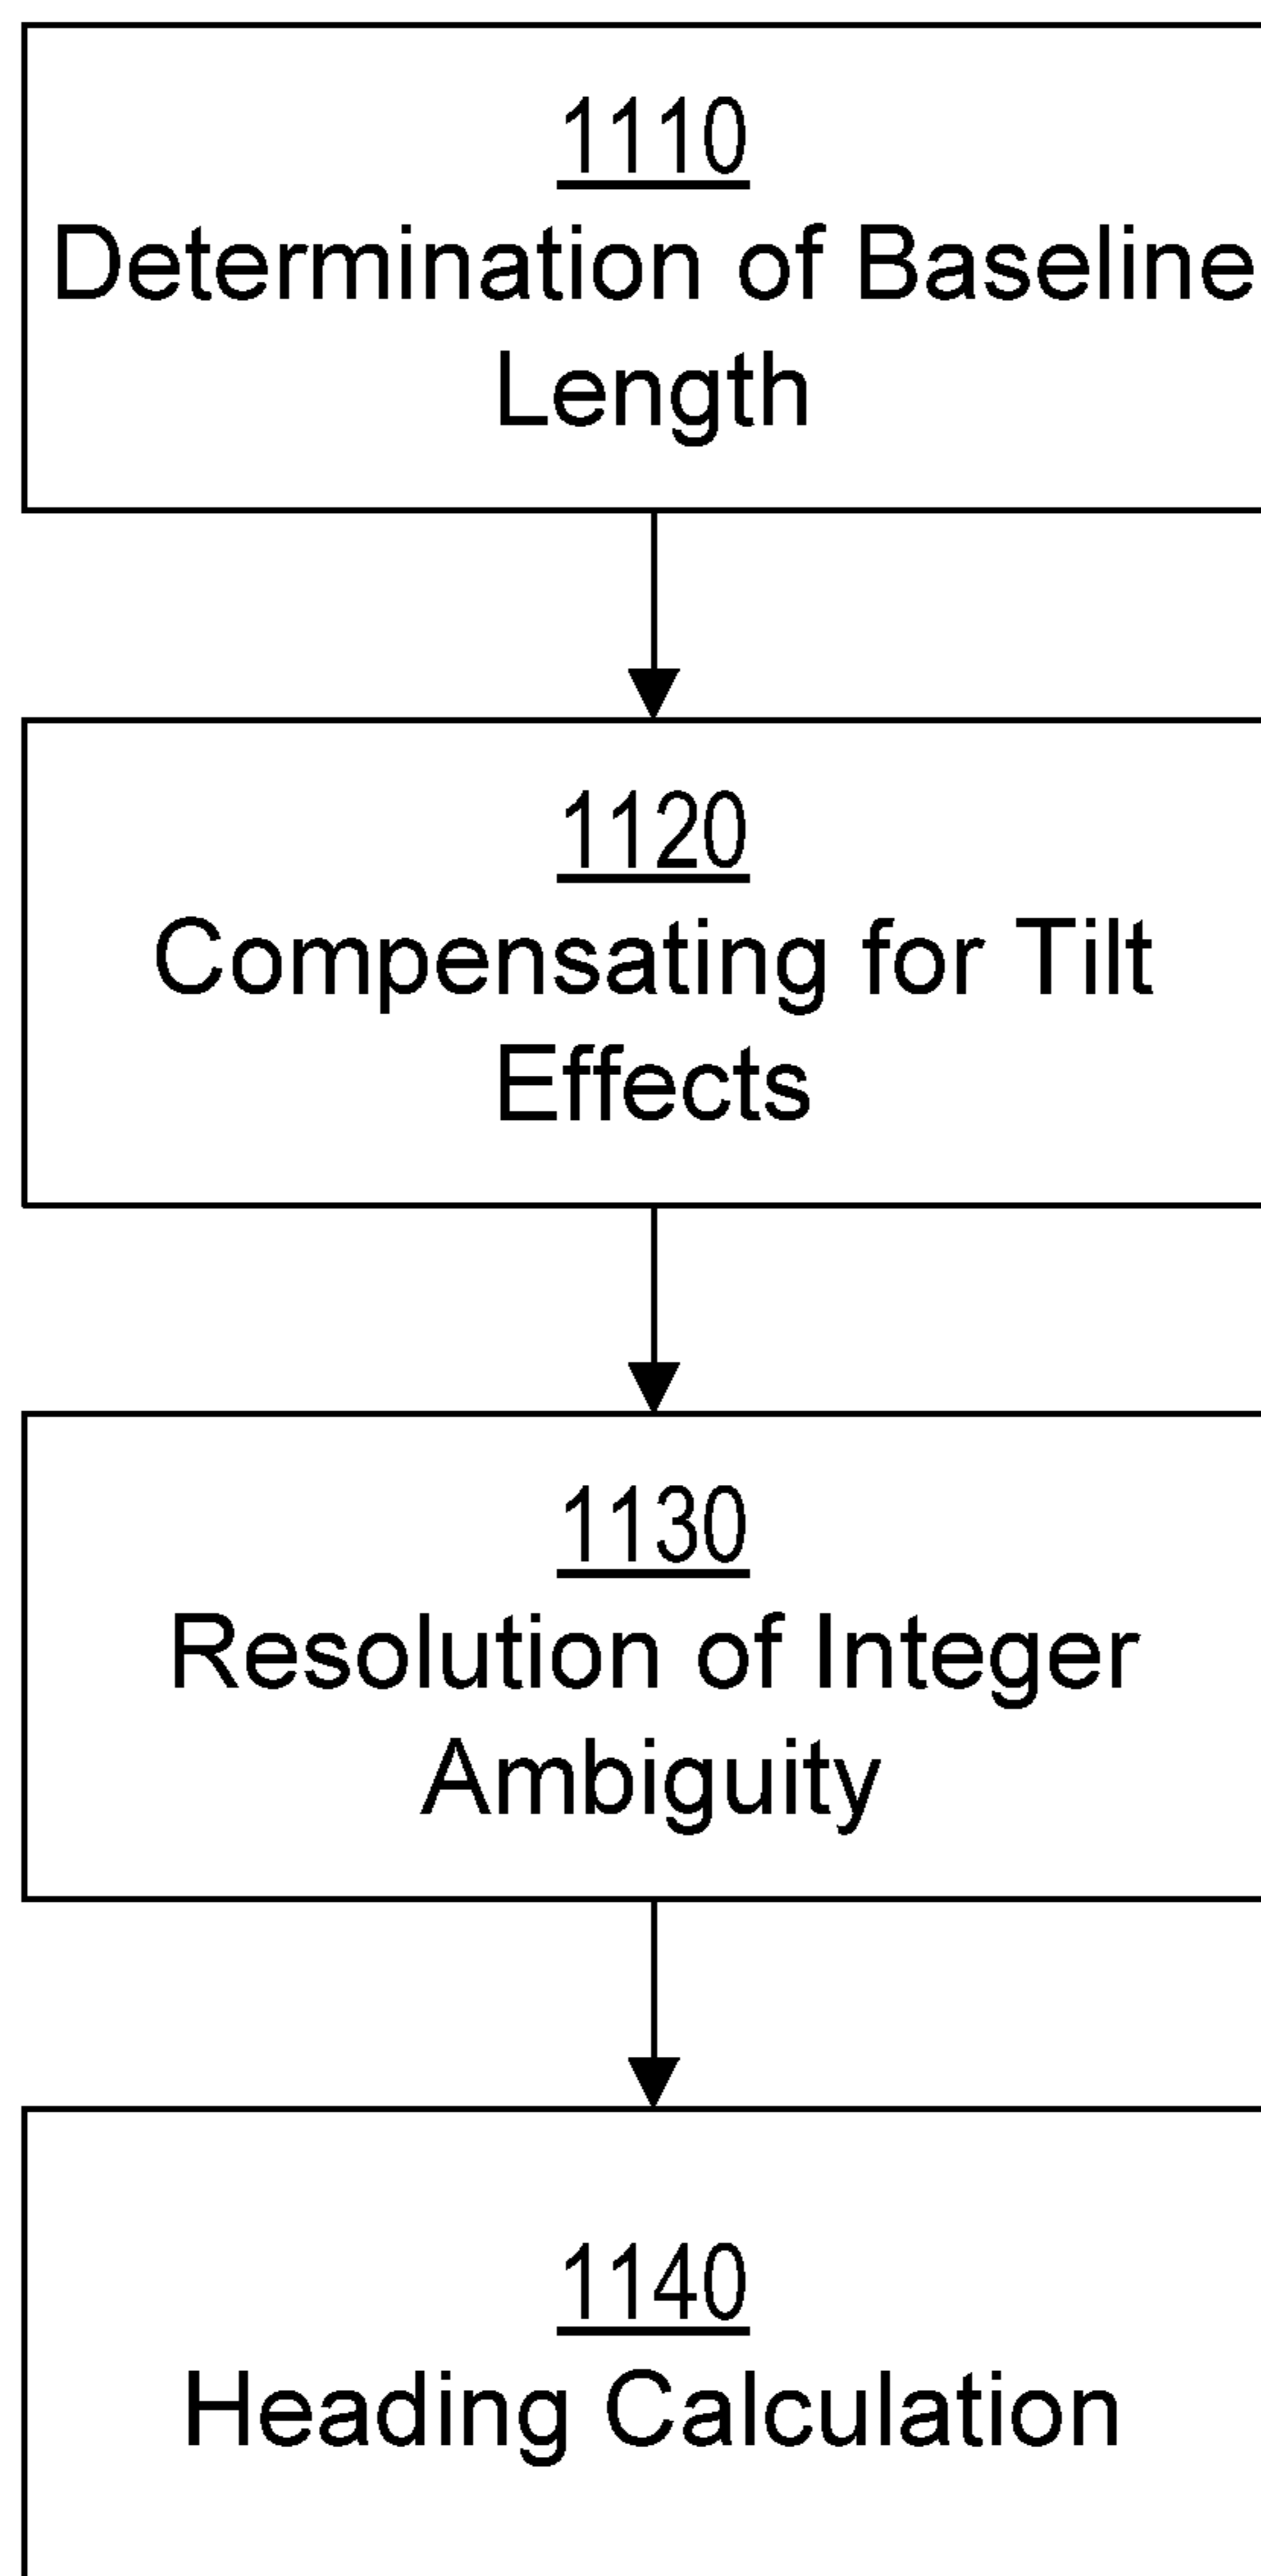 1110
Determination of Baseline
Length
1120
Compensating for Tilt
Effects
1130
Resolution of Integer
Ambiguity
1140
Heading Calculation